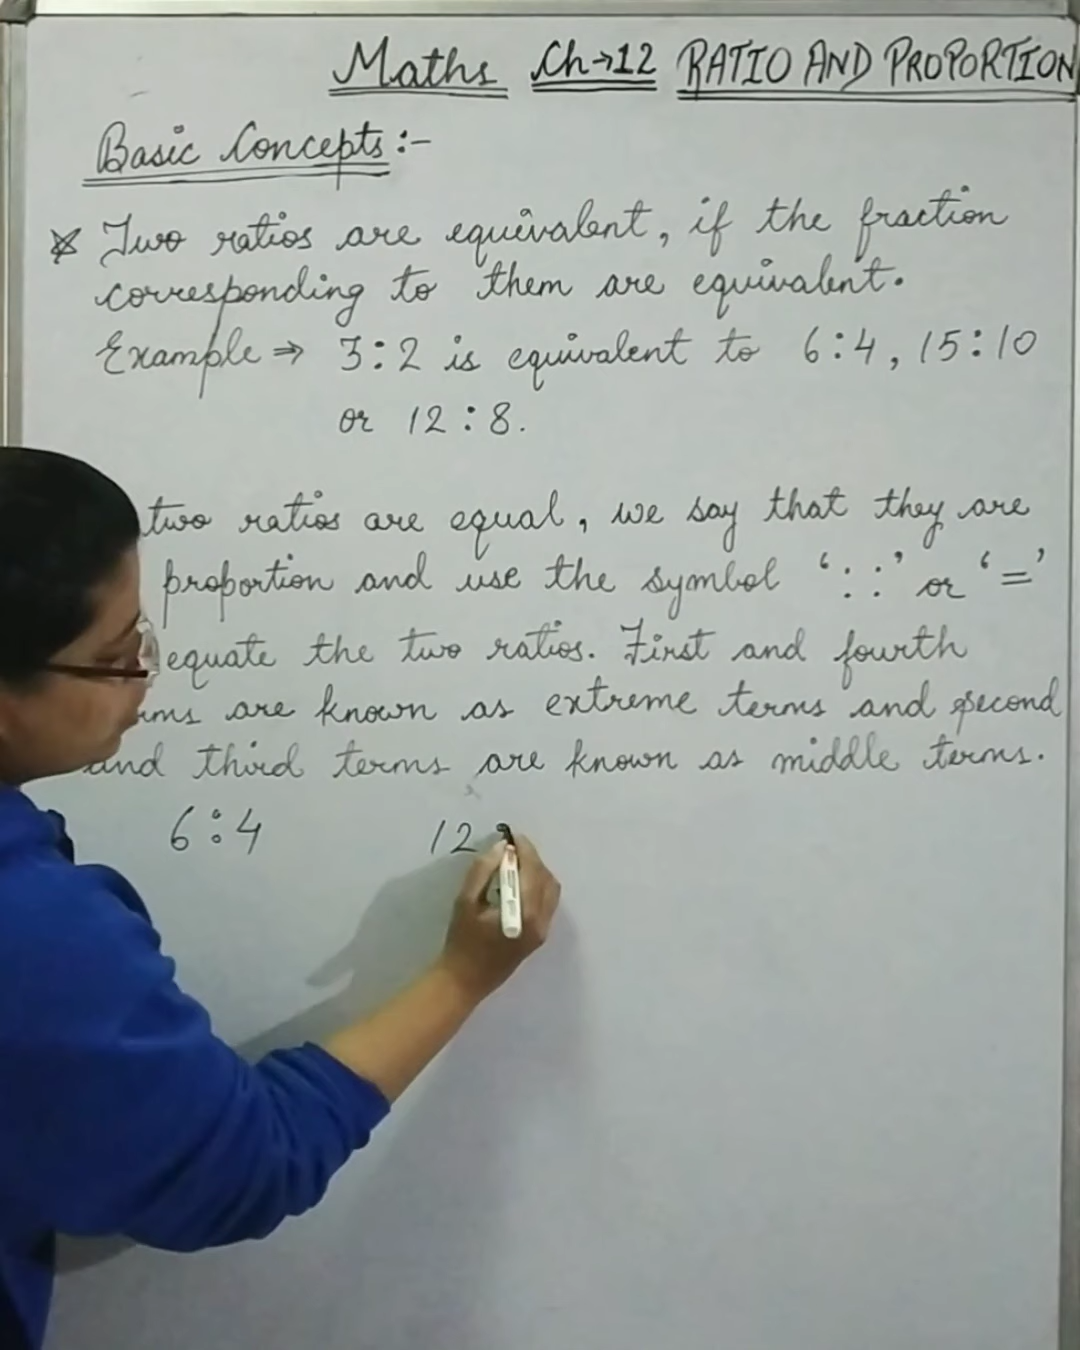 Maths Ch→12 RATIO AND PROPORTION
Basic Concepts :-
Two ratios are equivalent, if the fraction
corresponding to them are equivalent.
Example ⇒ 3:2 is equivalent to 6:4, 15:10
or 12:8.
two ratios are equal, we say that they are
proportion and use the symbol '::' or '='
equate the two ratios. First and fourth
are known as extreme terms and second
and third terms are known as middle terms.
6:4 12